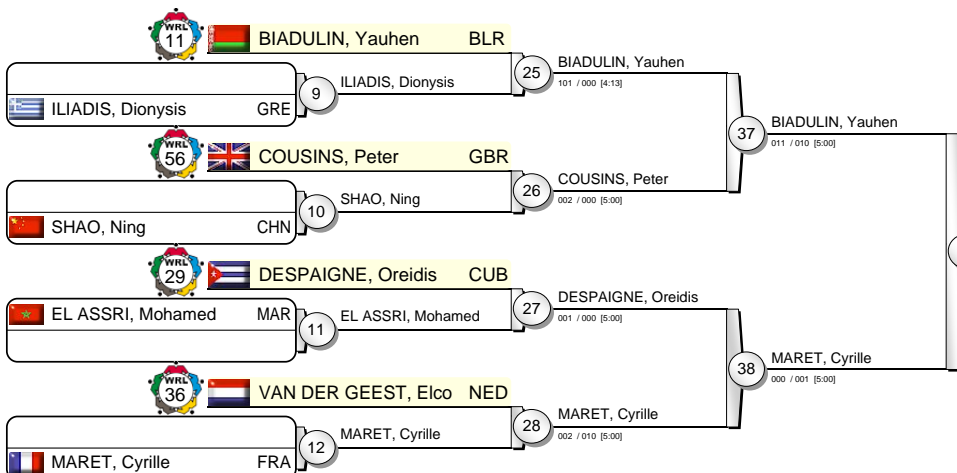 WRL
11
BIADULIN, Yauhen BLR
ILIADIS, Dionysis GRE
9
ILIADIS, Dionysis
25
BIADULIN, Yauhen
101 / 000 [4:13]
WRL
56
COUSINS, Peter GBR
SHAO, Ning CHN
10
SHAO, Ning
26
COUSINS, Peter
002 / 000 [5:00]
37
BIADULIN, Yauhen
011 / 010 [5:00]
WRL
29
DESPAIGNE, Oreidis CUB
EL ASSRI, Mohamed MAR
11
EL ASSRI, Mohamed
27
DESPAIGNE, Oreidis
001 / 000 [5:00]
WRL
36
VAN DER GEEST, Elco NED
MARET, Cyrille FRA
12
MARET, Cyrille
28
MARET, Cyrille
002 / 010 [5:00]
38
MARET, Cyrille
000 / 001 [5:00]